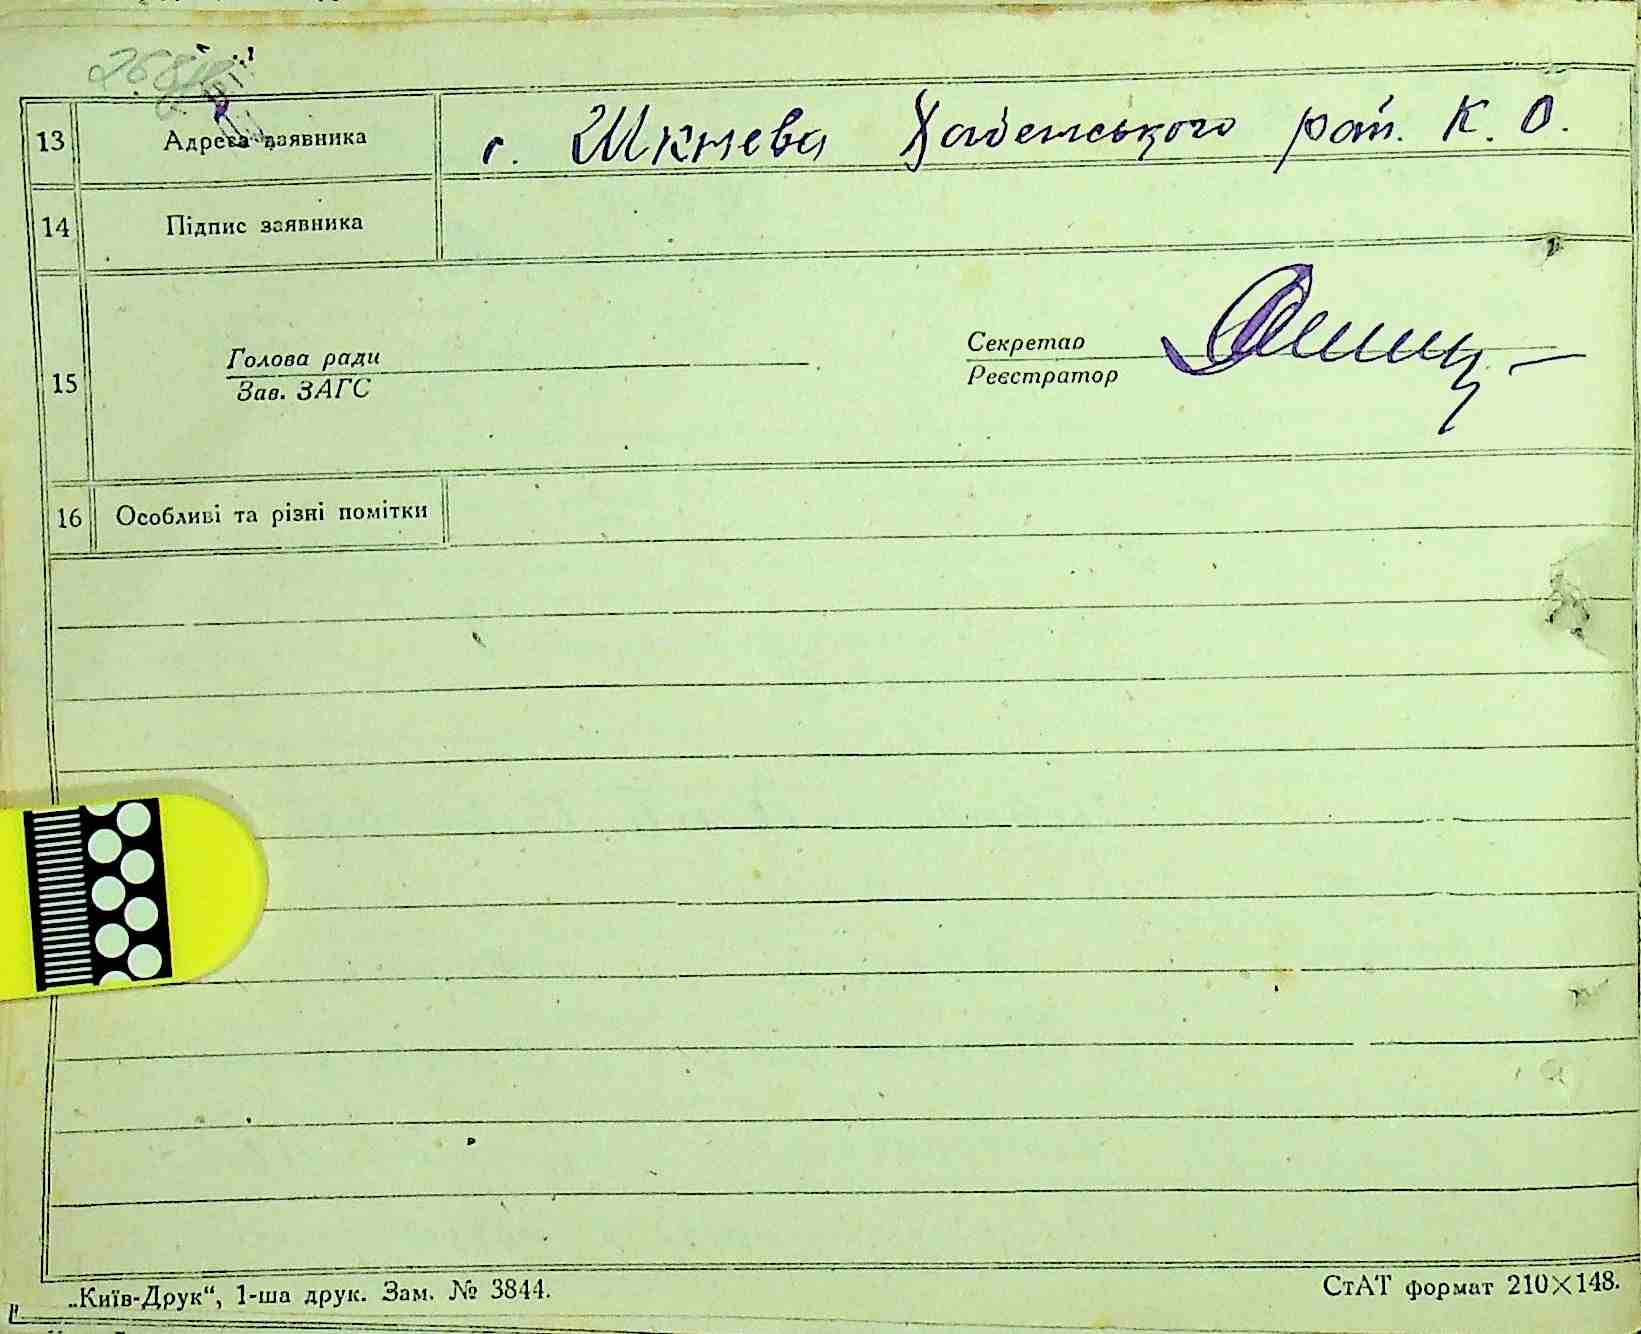 13 Адреса заявника с. Шкнева Хабенського рай. К. О.
14 Підпис заявника
15 Голова ради Секретар
Зав. ЗАГС Реєстратор
16 Особливі та різні помітки
„Київ-Друк“, 1-ша друк. Зам. № 3844. СтАТ формат 210×148.